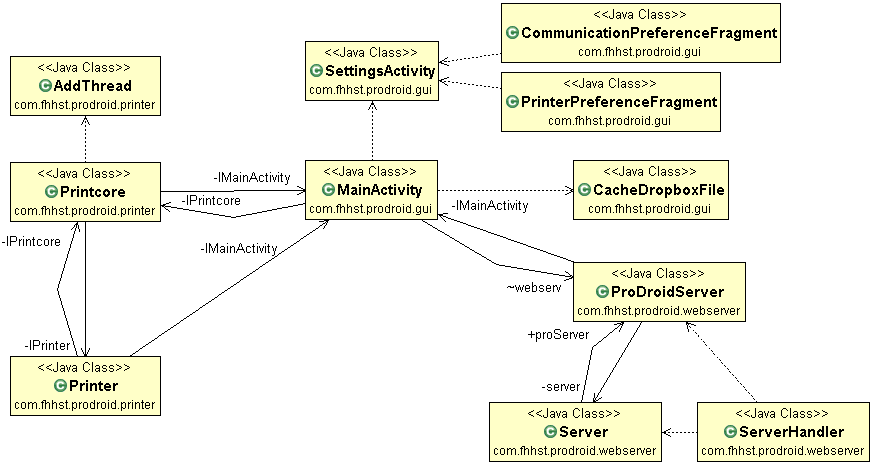 <<Java Class>>
CommunicationPreferenceFragment
com.fhhst.prodroid.gui
<<Java Class>>
SettingsActivity
com.fhhst.prodroid.gui
<<Java Class>>
AddThread
com.fhhst.prodroid.printer
<<Java Class>>
PrinterPreferenceFragment
com.fhhst.prodroid.gui
<<Java Class>>
Printcore
com.fhhst.prodroid.printer
-lMainActivity
-lPrintcore
<<Java Class>>
MainActivity
com.fhhst.prodroid.gui
<<Java Class>>
CacheDropboxFile
com.fhhst.prodroid.gui
-lMainActivity
-lPrintcore
-lMainActivity
~webserv
<<Java Class>>
ProDroidServer
com.fhhst.prodroid.webserver
+proServer
-lPrinter
<<Java Class>>
Printer
com.fhhst.prodroid.printer
-server
<<Java Class>>
Server
com.fhhst.prodroid.webserver
<<Java Class>>
ServerHandler
com.fhhst.prodroid.webserver